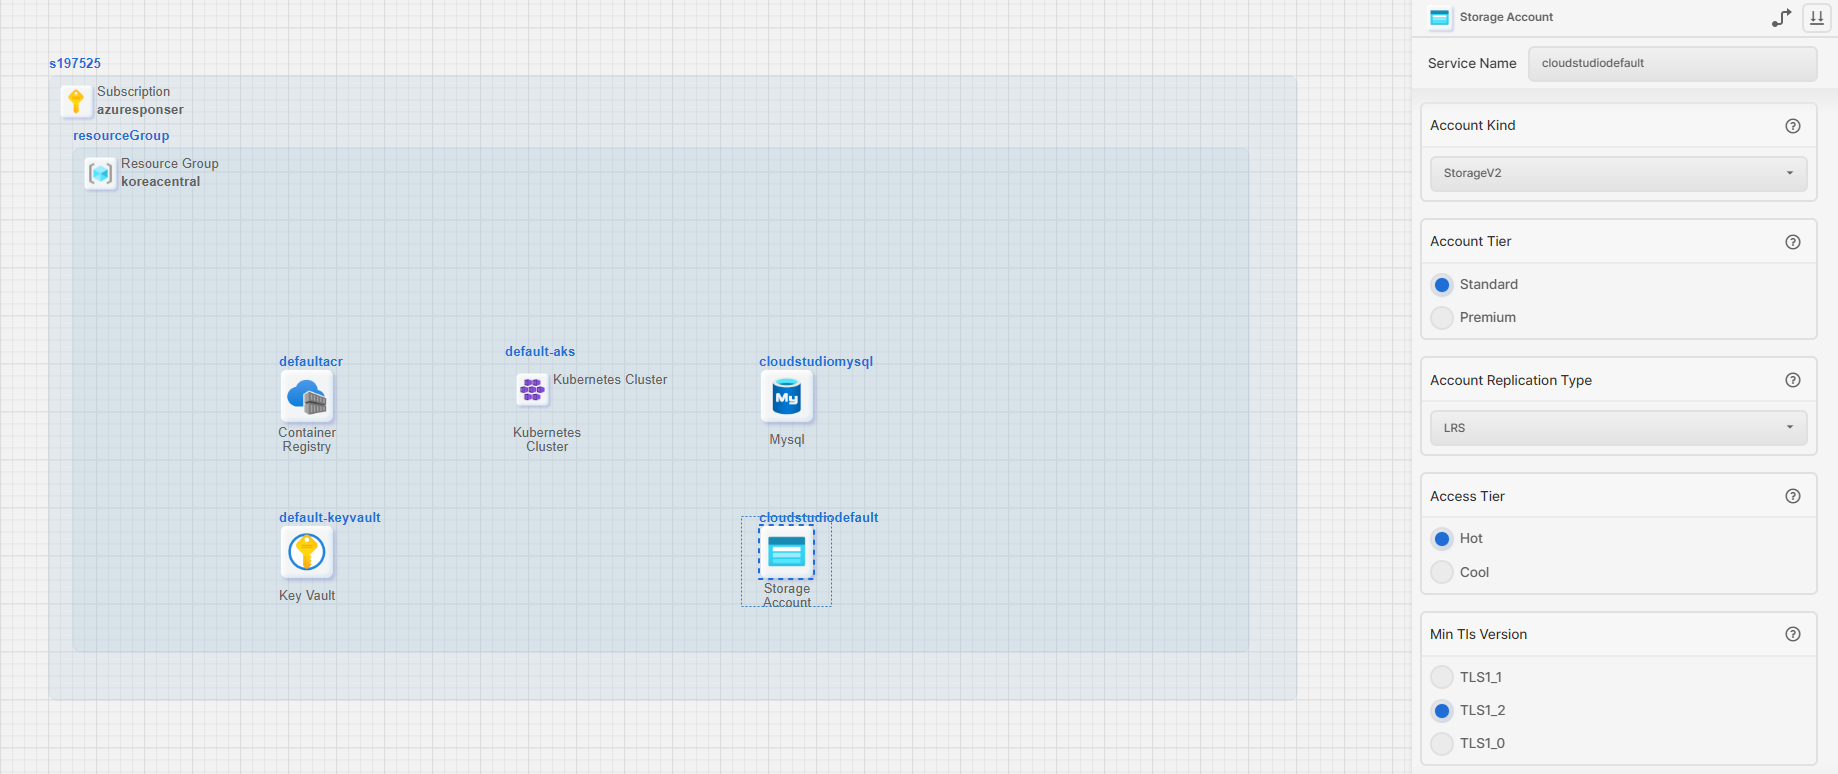 s197525
Subscription
azuresponser
resourceGroup
Resource Group
koreacentral
defaultacr
Container
Registry
default-aks
Kubernetes Cluster
Kubernetes
Cluster
cloudstudiomysql
My
Mysql
default-keyvault
Key Vault
cloudstudiodefault
Storage
Account
Storage Account
Service Name
cloudstudiodefault
Account Kind
StorageV2
Account Tier
Standard
Premium
Account Replication Type
LRS
Access Tier
Hot
Cool
Min Tls Version
TLS1_1
TLS1_2
TLS1_0